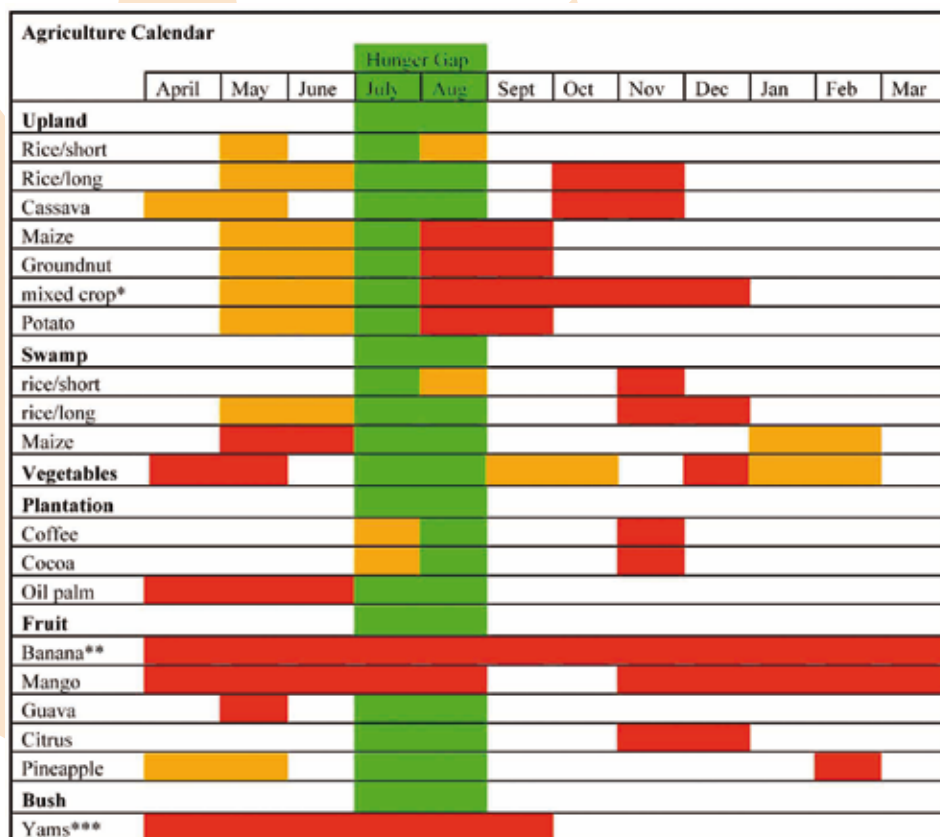 Agriculture Calendar
Hunger Gap
April May June July Aug Sept Oct Nov Dec Jan Feb Mar
Upland
Rice/short
Rice/long
Cassava
Maize
Groundnut
mixed crop*
Potato
Swamp
rice/short
rice/long
Maize
Vegetables
Plantation
Coffee
Cocoa
Oil palm
Fruit
Banana**
Mango
Guava
Citrus
Pineapple
Bush
Yams***